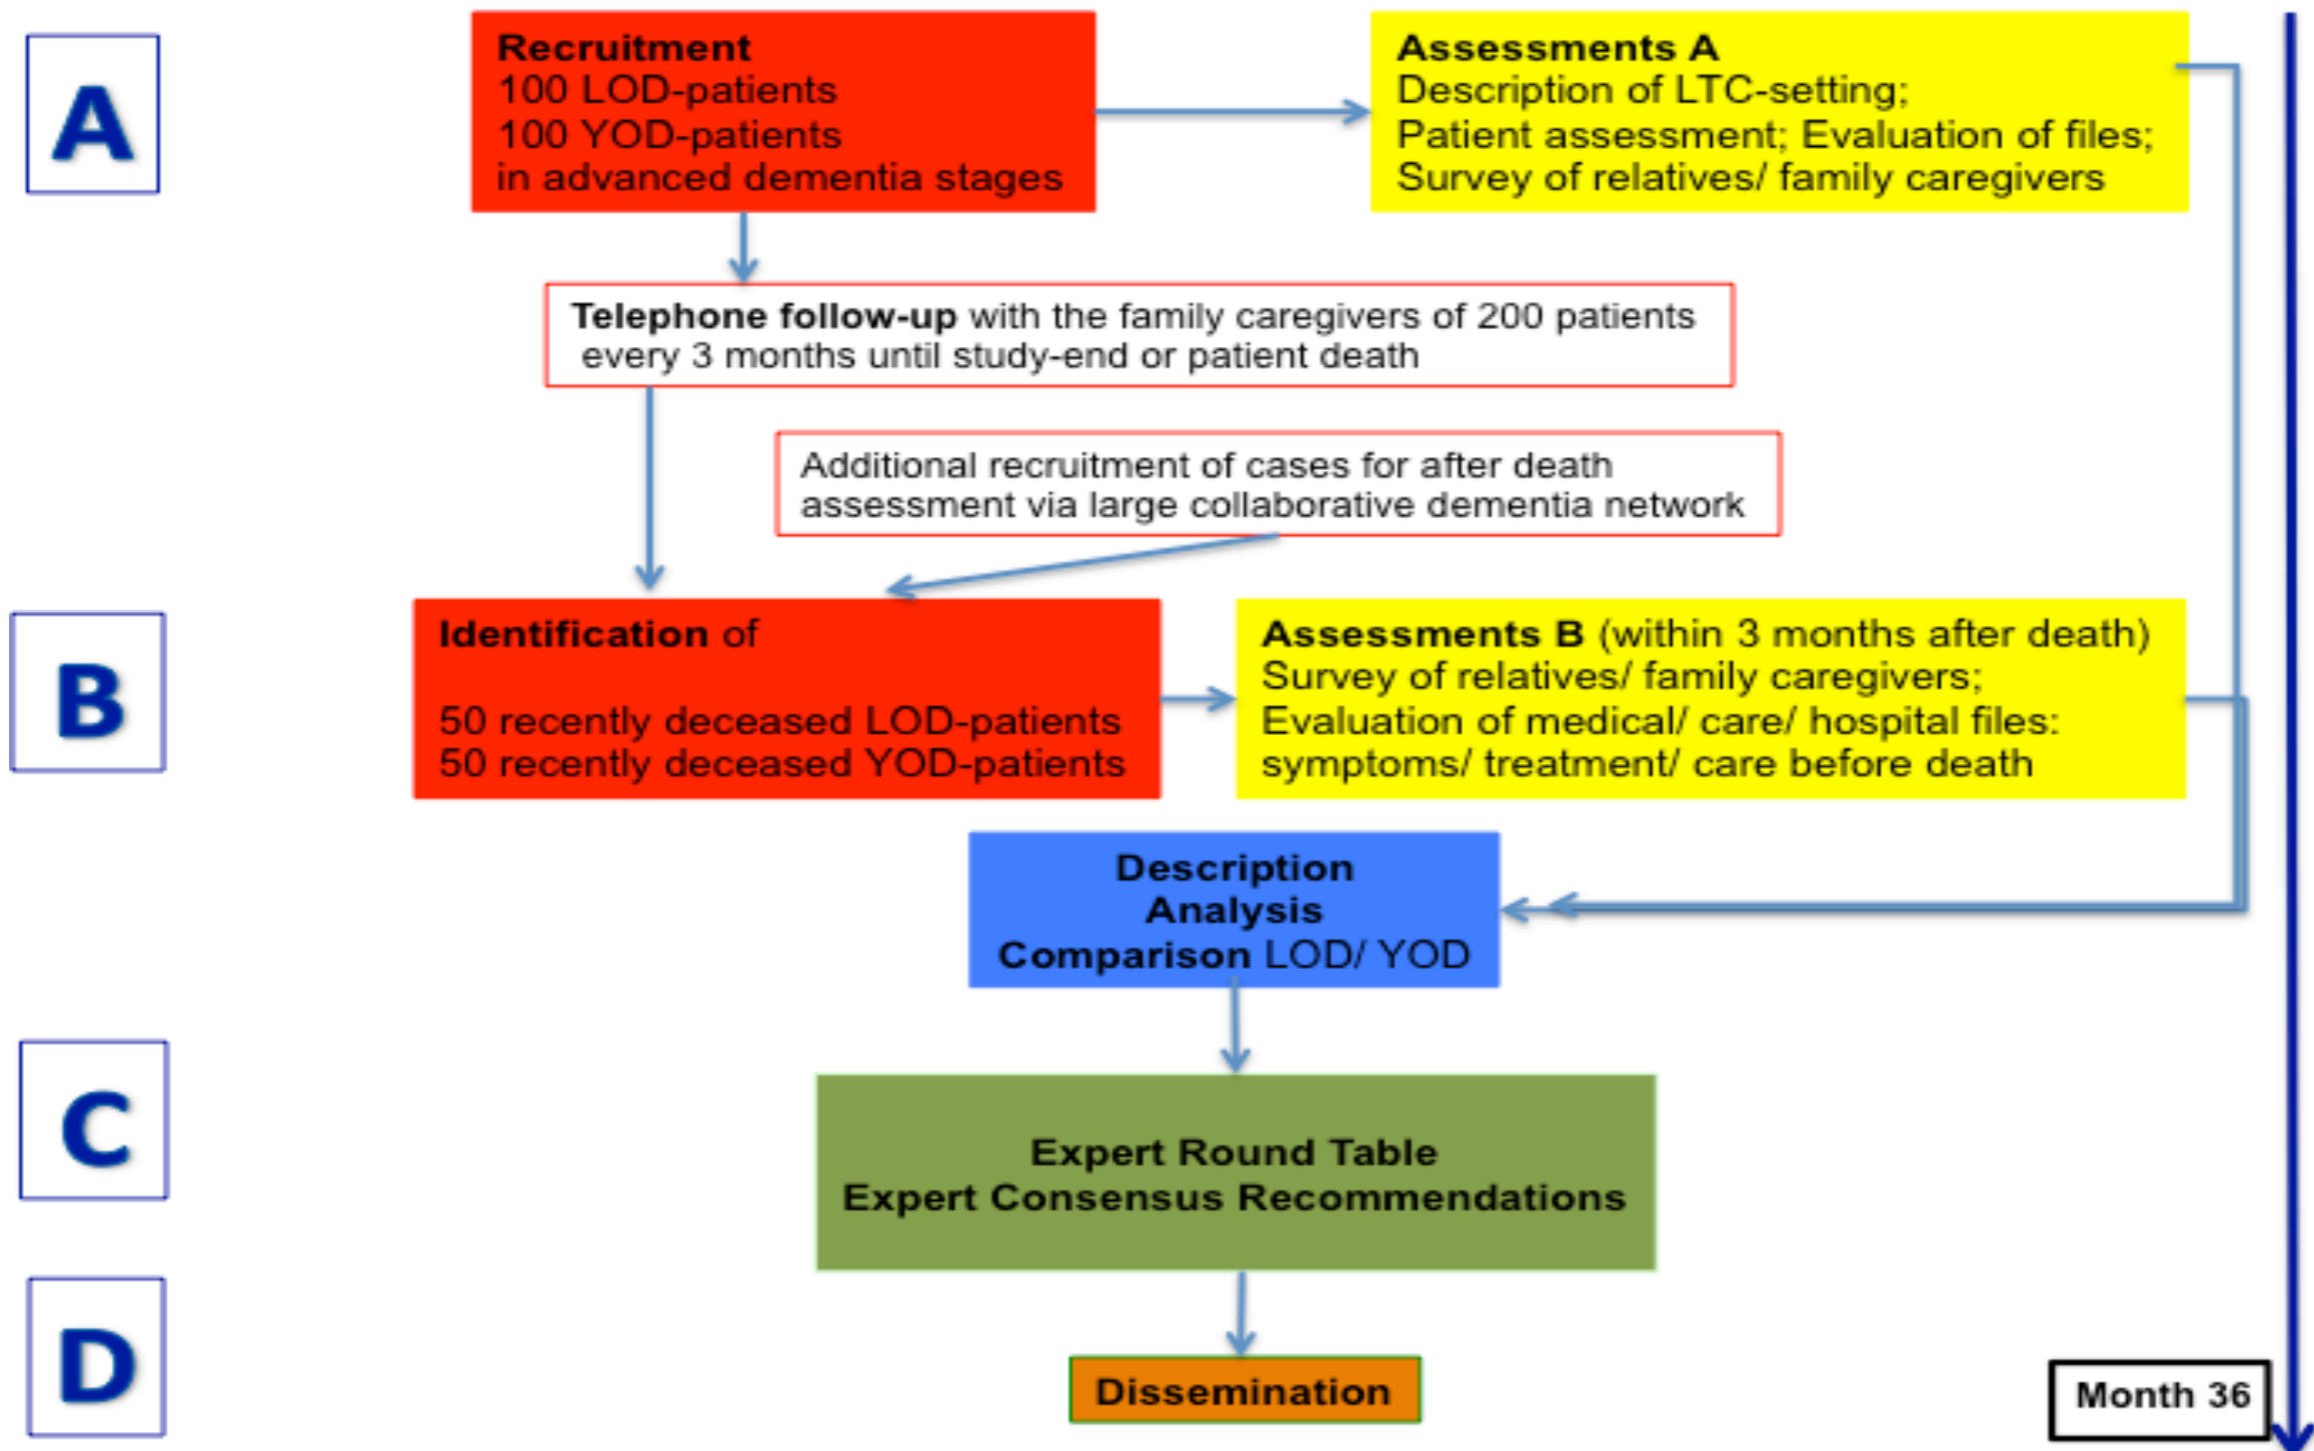 A
Recruitment
100 LOD-patients
100 YOD-patients
in advanced dementia stages
Assessments A
Description of LTC-setting;
Patient assessment; Evaluation of files;
Survey of relatives/ family caregivers
Telephone follow-up with the family caregivers of 200 patients
every 3 months until study-end or patient death
Additional recruitment of cases for after death
assessment via large collaborative dementia network
B
Identification of
50 recently deceased LOD-patients
50 recently deceased YOD-patients
Assessments B (within 3 months after death)
Survey of relatives/ family caregivers;
Evaluation of medical/ care/ hospital files:
symptoms/ treatment/ care before death
Description
Analysis
Comparison LOD/ YOD
C
Expert Round Table
Expert Consensus Recommendations
D
Dissemination
Month 36